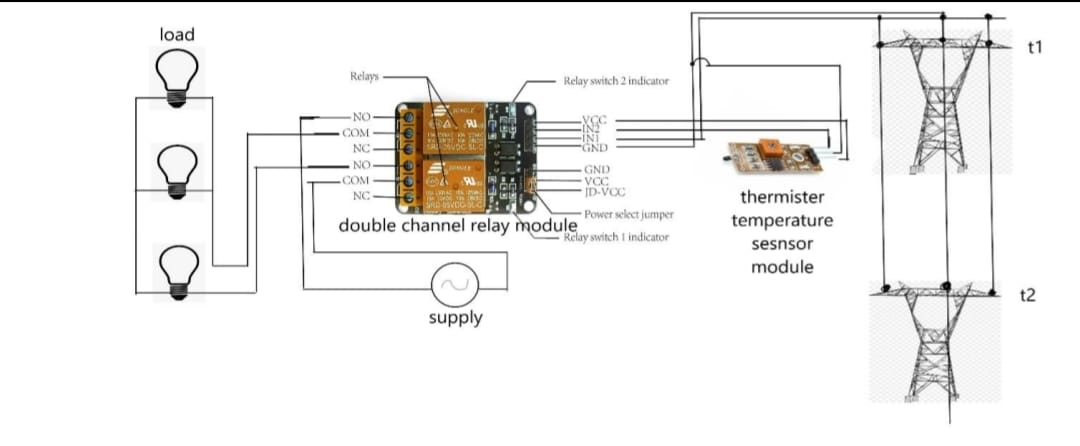 load
t1
Relays
Relay switch 2 indicator
NO
COM
NC
NO
COM
NC
VCC
IN2
IN1
GND
GND
VCC
JD-VCC
Power select jumper
Relay switch 1 indicator
double channel relay module
thermister
temperature
sesnsor
module
supply
t2